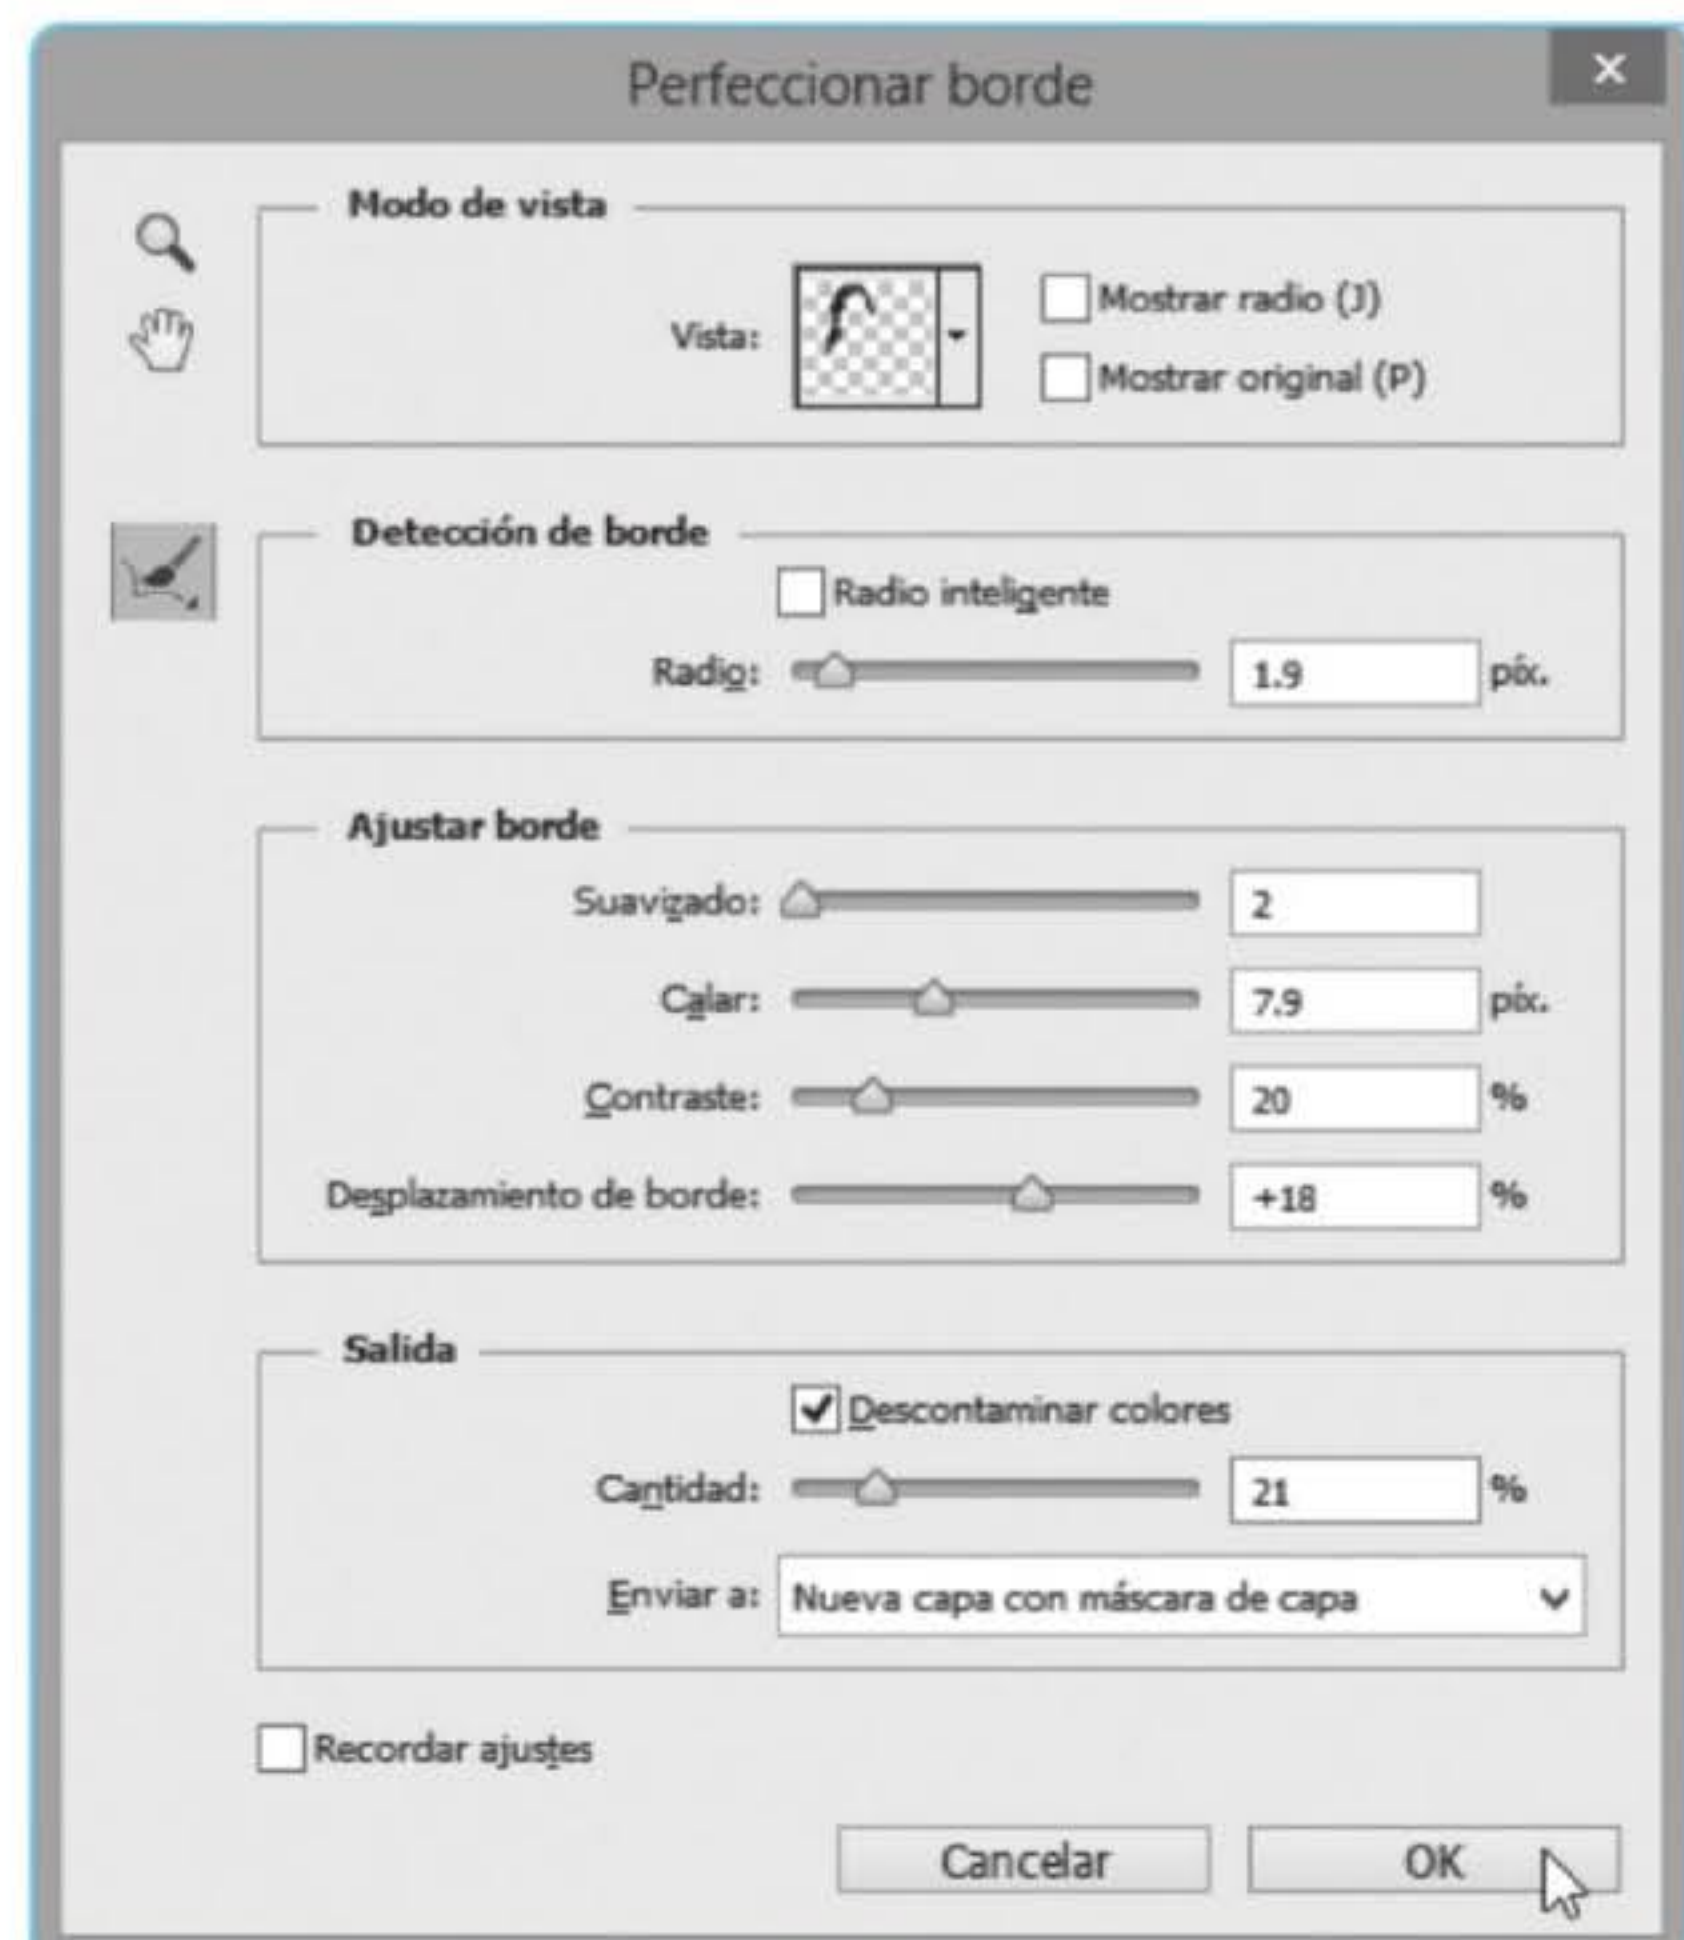 Perfeccionar borde
Modo de vista
Vista:
Mostrar radio (J)
Mostrar original (P)
Detección de borde
Radio inteligente
Radio: 1.9 píx.
Ajustar borde
Suavizado: 2
Calar: 7.9 píx.
Contraste: 20 %
Desplazamiento de borde: +18 %
Salida
Descontaminar colores
Cantidad: 21 %
Enviar a: Nueva capa con máscara de capa
Recordar ajustes
Cancelar OK